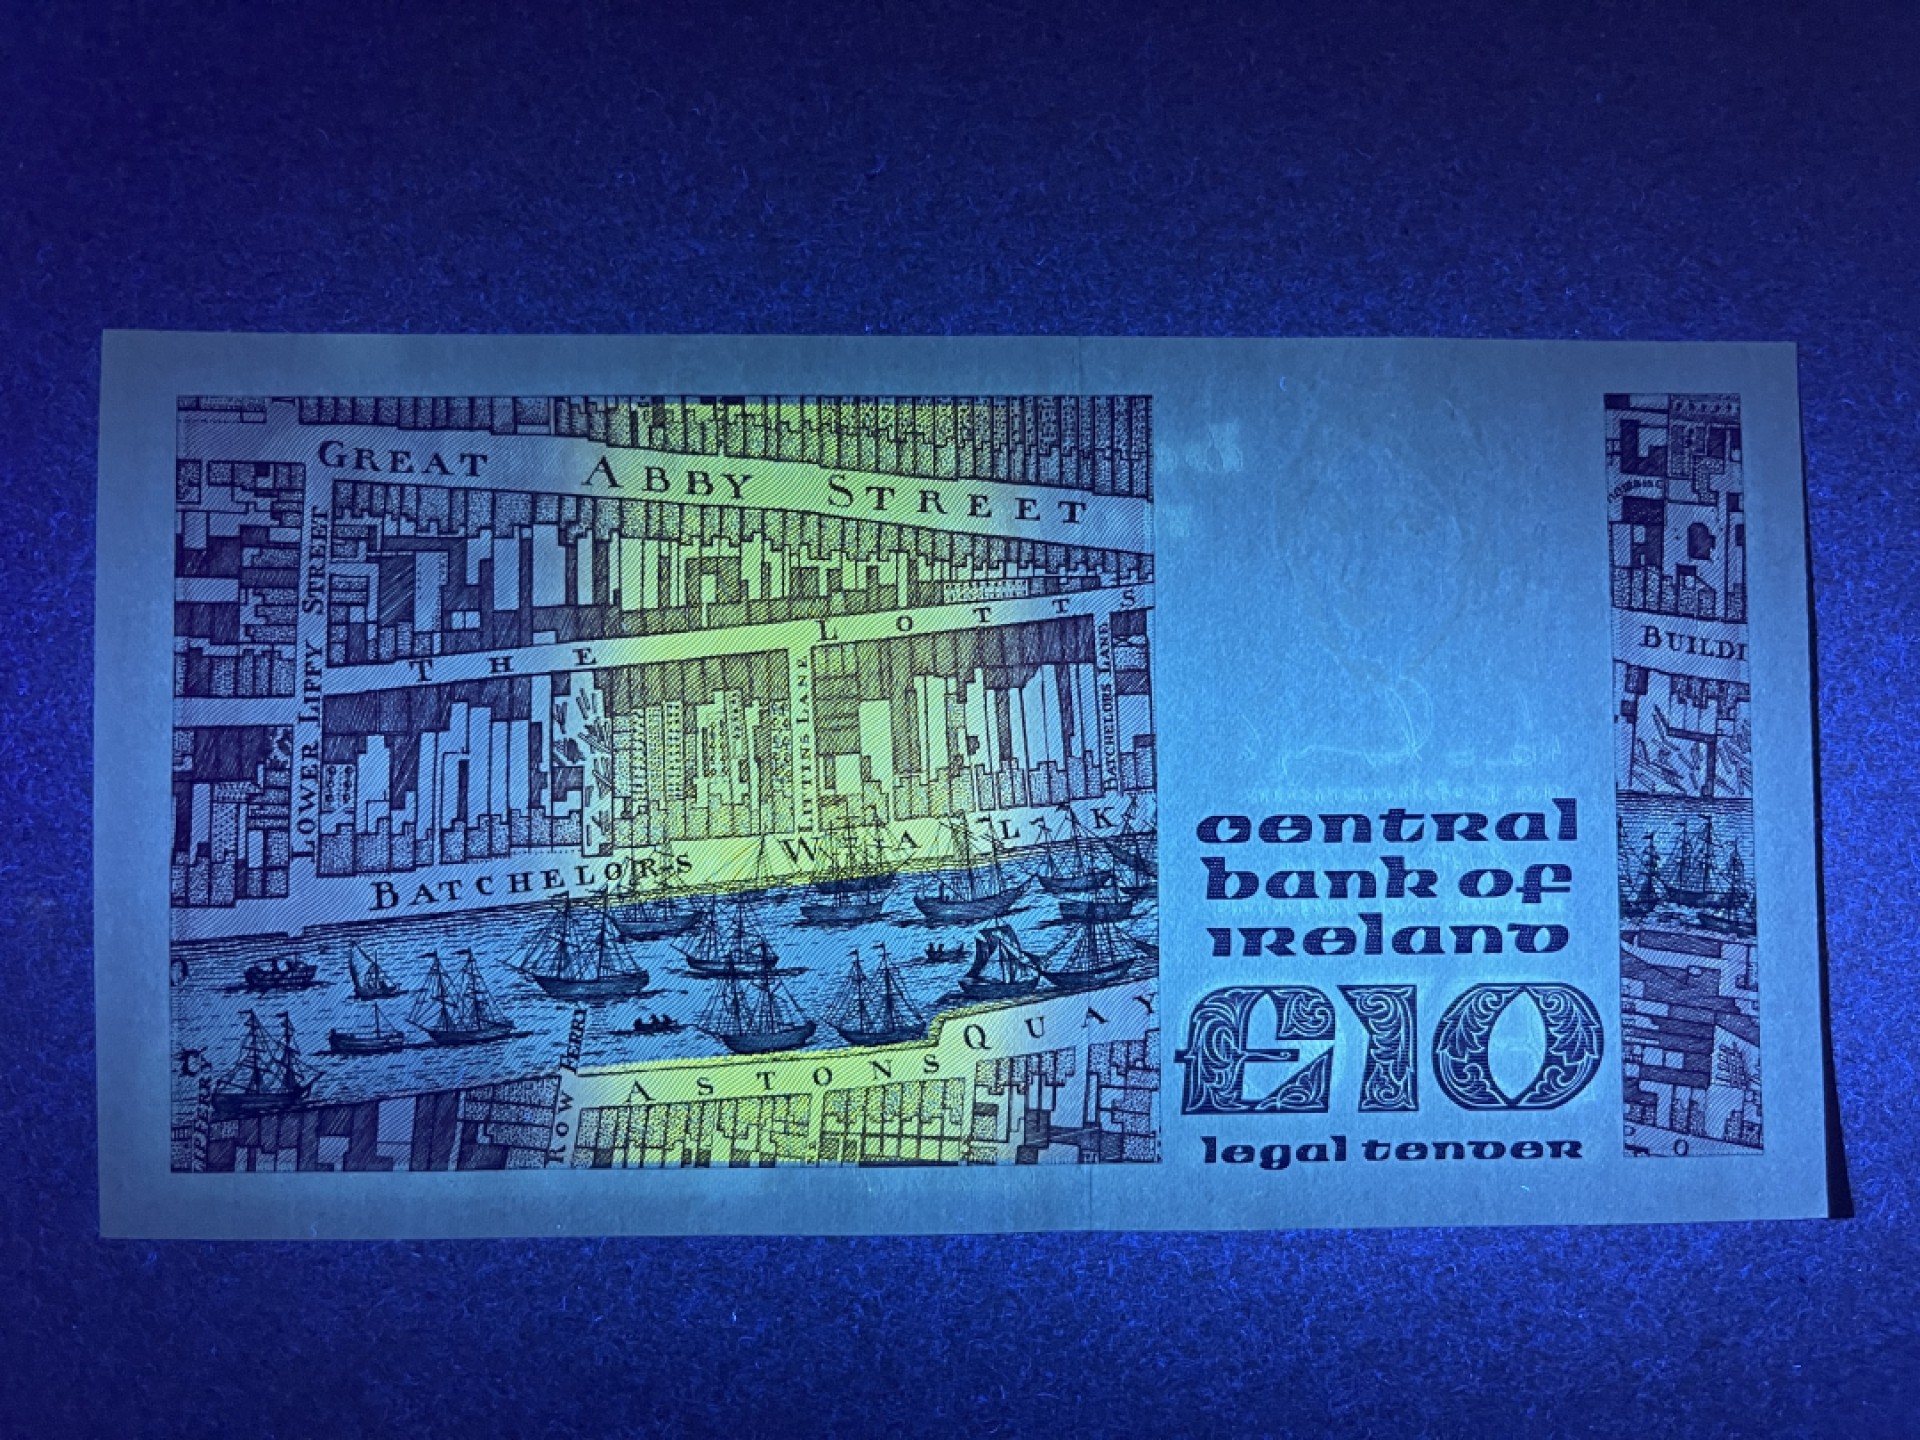 GREAT ABBY STREET
LOWER LIFFY STREET
THE LOTTS
LITTINS LANE
BATCHELORS LANE
BATCHELORS WALK
FERRY
ASTONS QUAY
ROW
BUILDI
central
bank of
ireland
£10
legal tender